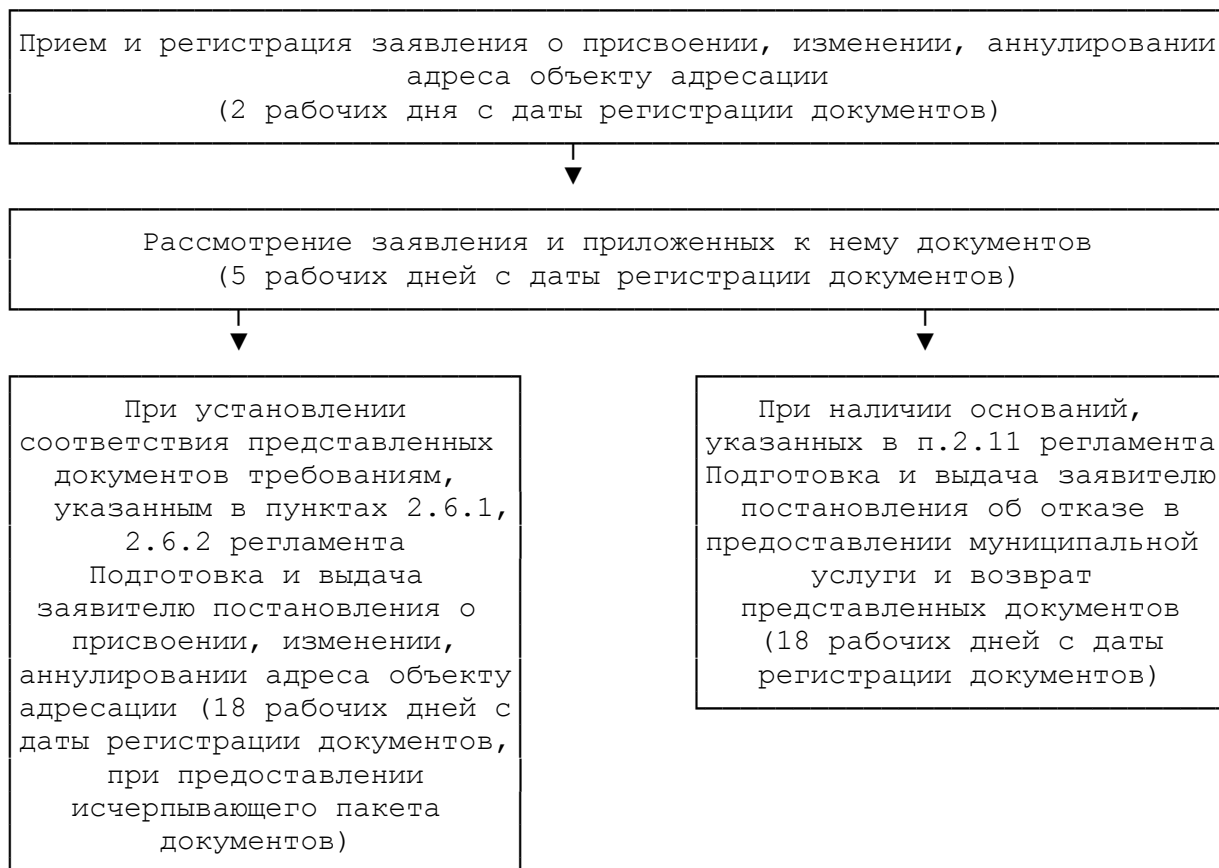 Прием и регистрация заявления о присвоении, изменении, аннулировании
адреса объекту адресации
(2 рабочих дня с даты регистрации документов)
Рассмотрение заявления и приложенных к нему документов
(5 рабочих дней с даты регистрации документов)
При установлении
соответствия представленных
документов требованиям,
указанным в пунктах 2.6.1,
2.6.2 регламента
Подготовка и выдача
заявителю постановления о
присвоении, изменении,
аннулировании адреса объекту
адресации (18 рабочих дней с
даты регистрации документов,
при предоставлении
исчерпывающего пакета
документов)
При наличии оснований,
указанных в п.2.11 регламента
Подготовка и выдача заявителю
постановления об отказе в
предоставлении муниципальной
услуги и возврат
представленных документов
(18 рабочих дней с даты
регистрации документов)